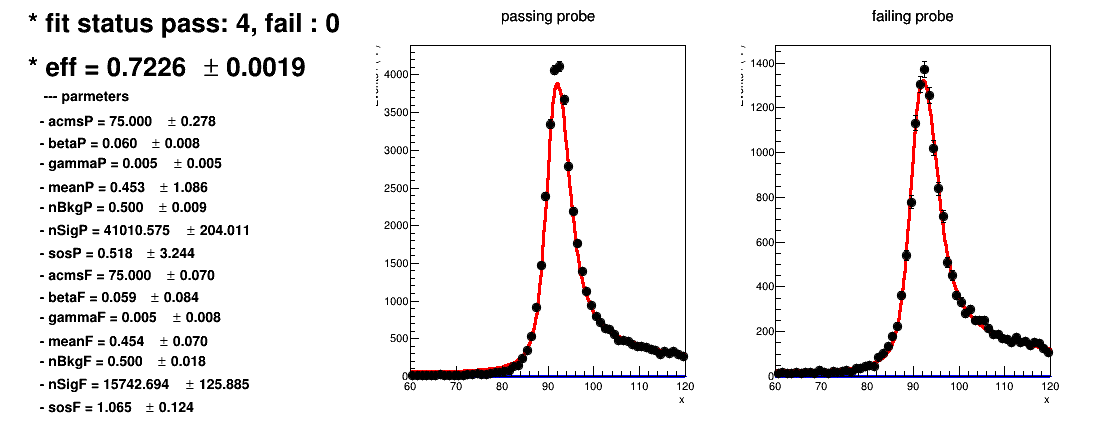 * fit status pass: 4, fail : 0
* eff = 0.7226 ± 0.0019
--- parmeters
- acmsP = 75.000 ± 0.278
- betaP = 0.060 ± 0.008
- gammaP = 0.005 ± 0.005
- meanP = 0.453 ± 1.086
- nBkgP = 0.500 ± 0.009
- nSigP = 41010.575 ± 204.011
- sosP = 0.518 ± 3.244
- acmsF = 75.000 ± 0.070
- betaF = 0.059 ± 0.084
- gammaF = 0.005 ± 0.008
- meanF = 0.454 ± 0.070
- nBkgF = 0.500 ± 0.018
- nSigF = 15742.694 ± 125.885
- sosF = 1.065 ± 0.124
passing probe
4000
3500
3000
2500
2000
1500
1000
500
0
60 70 80 90 100 110 120
x
failing probe
1400
1200
1000
800
600
400
200
0
60 70 80 90 100 110 120
x